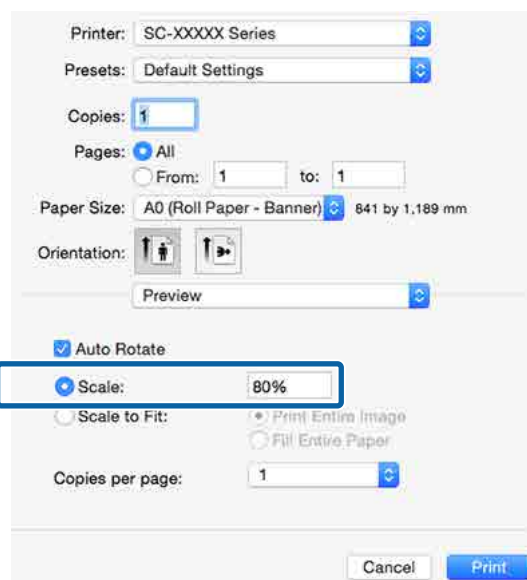 Printer: SC-XXXXX Series
Presets: Default Settings
Copies: 1
Pages: All
From: 1 to: 1
Paper Size: A0 (Roll Paper - Banner) 841 by 1,189 mm
Orientation:
Preview
Auto Rotate
Scale: 80%
Scale to Fit: Print Entire Image
Fill Entire Paper
Copies per page: 1
Cancel Print